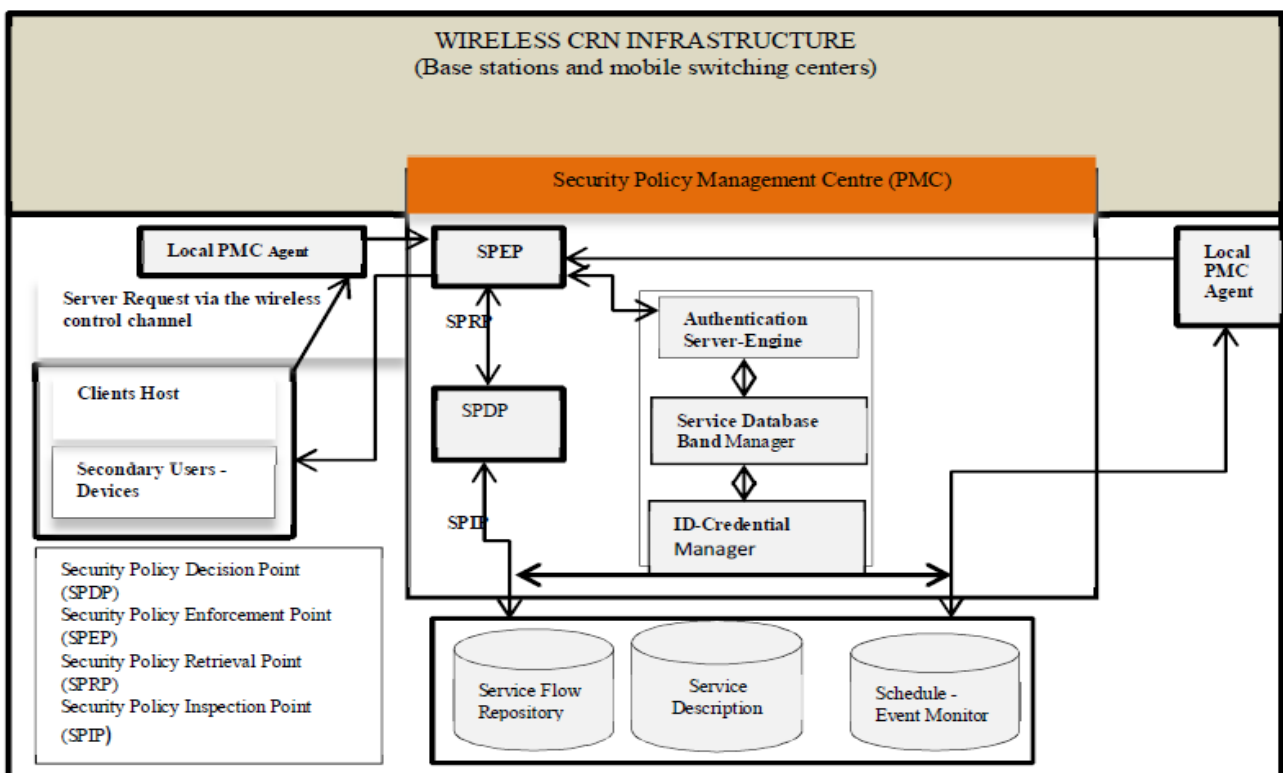 WIRELESS CRN INFRASTRUCTURE
(Base stations and mobile switching centers)
Security Policy Management Centre (PMC)
Local PMC Agent
SPEP
Local
PMC
Agent
Server Request via the wireless
control channel
SPRP
Authentication
Server-Engine
Clients Host
SPDP
Service Database
Band Manager
Secondary Users -
Devices
SPIP
ID-Credential
Manager
Security Policy Decision Point
(SPDP)
Security Policy Enforcement Point
(SPEP)
Security Policy Retrieval Point
(SPRP)
Security Policy Inspection Point
(SPIP)
Service Flow
Repository
Service
Description
Schedule -
Event Monitor